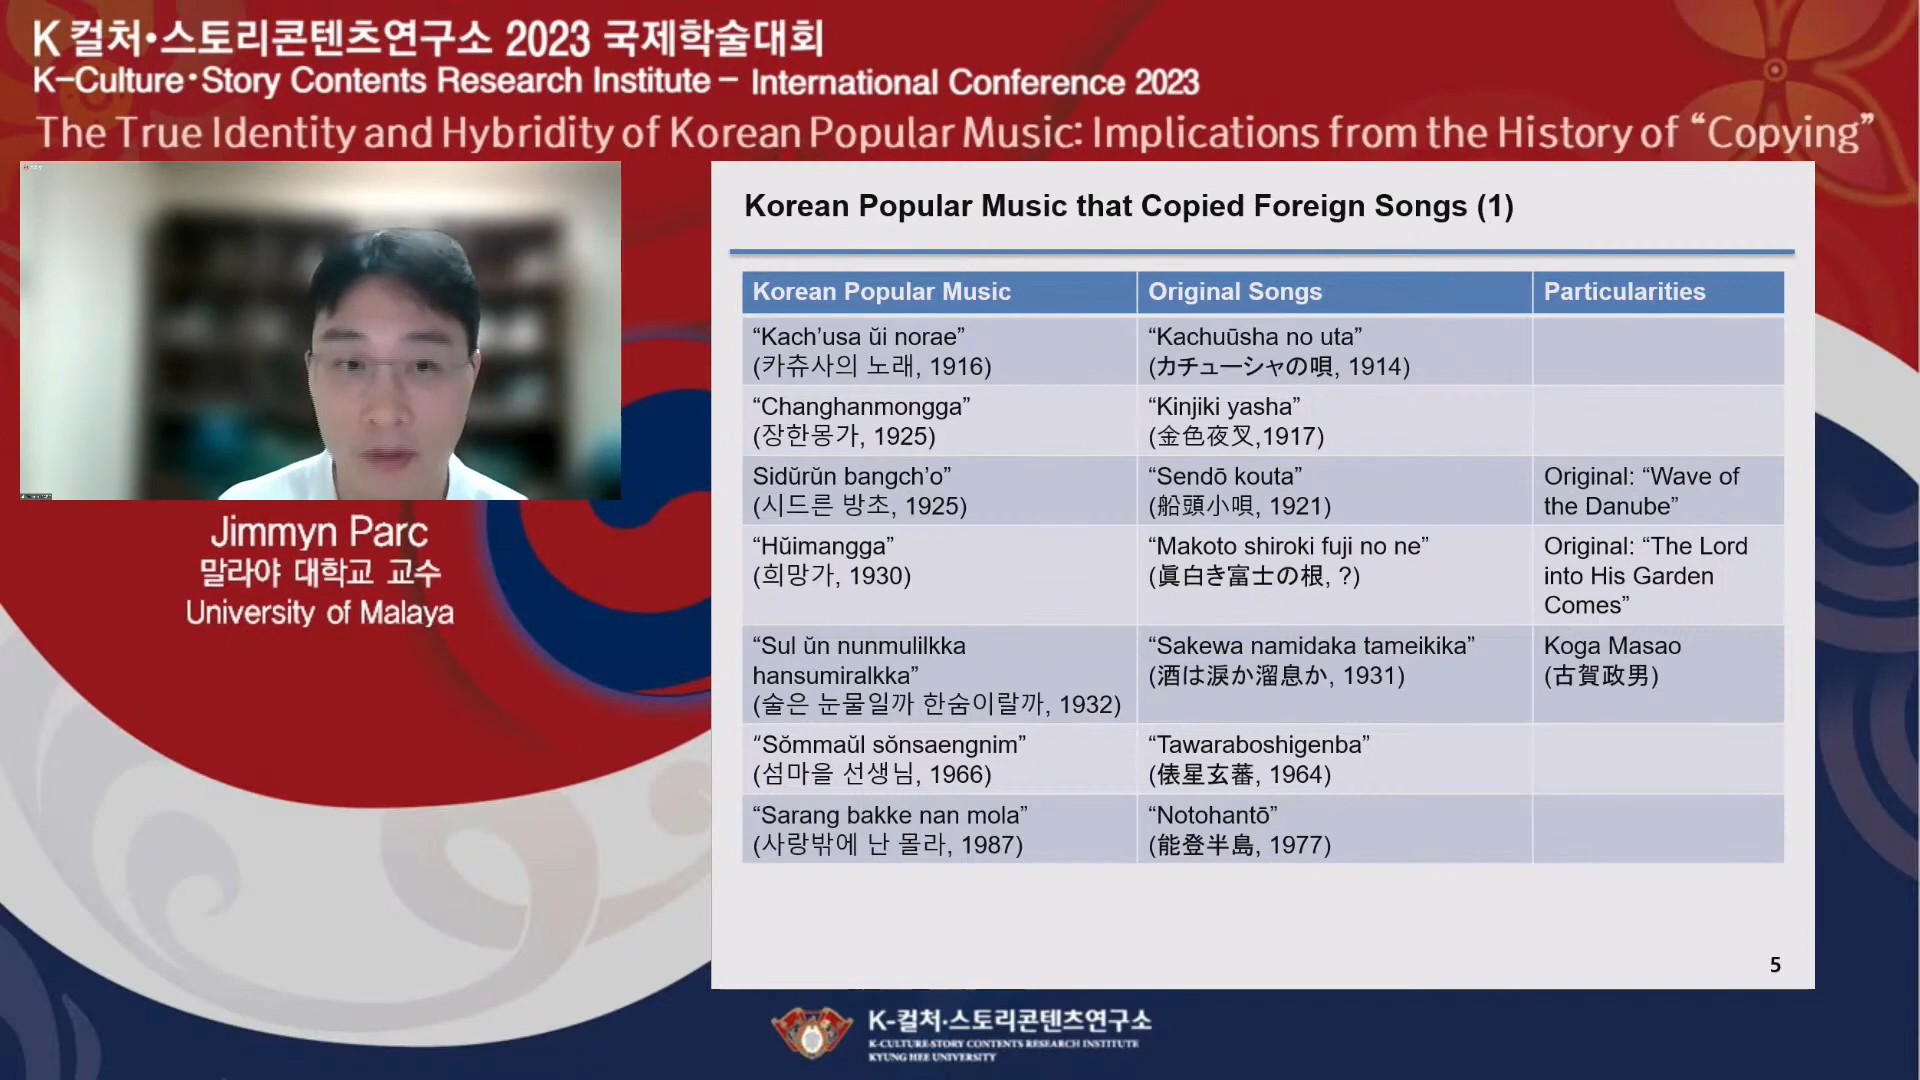 K 컬처•스토리콘텐츠연구소 2023 국제학술대회
K-Culture•Story Contents Research Institute – International Conference 2023
The True Identity and Hybridity of Korean Popular Music: Implications from the History of “Copying”
Jimmyn Parc
말라야 대학교 교수
University of Malaya
Korean Popular Music that Copied Foreign Songs (1)
Korean Popular Music
Original Songs
Particularities
“Kach’usa ŭi norae”
(카츄사의 노래, 1916)
“Kachuūsha no uta”
(カチューシャの唄, 1914)
“Changhanmongga”
(장한몽가, 1925)
“Kinjiki yasha”
(金色夜叉,1917)
Sidŭrŭn bangch’o”
(시드른 방초, 1925)
“Sendō kouta”
(船頭小唄, 1921)
Original: “Wave of
the Danube”
“Hŭimangga”
(희망가, 1930)
“Makoto shiroki fuji no ne”
(眞白き富士の根, ?)
Original: “The Lord
into His Garden
Comes”
“Sul ŭn nunmulilkka
hansumiralkka”
(술은 눈물일까 한숨이랄까, 1932)
“Sakewa namidaka tameikika”
(酒は涙か溜息か, 1931)
Koga Masao
(古賀政男)
“Sŏmmaŭl sŏnsaengnim”
(섬마을 선생님, 1966)
“Tawaraboshigenba”
(俵星玄蕃, 1964)
“Sarang bakke nan mola”
(사랑밖에 난 몰라, 1987)
“Notohantō”
(能登半島, 1977)
5
K-컬처•스토리콘텐츠연구소
K-CULTURE•STORY CONTENTS RESEARCH INSTITUTE
KYUNG HEE UNIVERSITY